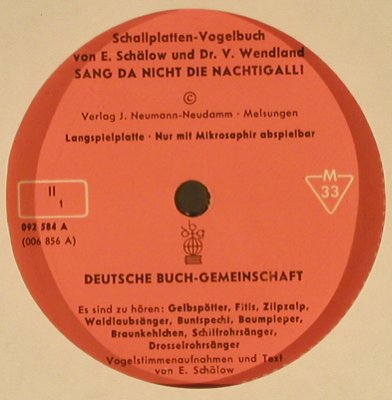 Schallplatten-Vogelbuch
von E. Schälow und Dr. V. Wendland
SANG DA NICHT DIE NACHTIGALL?
©
Verlag J. Neumann-Neudamm · Melsungen
Langspielplatte · Nur mit Mikrosaphir abspielbar
II
1
M
33
092 584 A
(006 856 A)
b
d g
DEUTSCHE BUCH-GEMEINSCHAFT
Es sind zu hören: Gelbspötter, Fitis, Zilpzalp,
Waldlaubsänger, Buntspecht, Baumpieper,
Braunkehlchen, Schilfrohrsänger,
Drosselrohrsänger
Vogelstimmenaufnahmen und Text
von E. Schälow